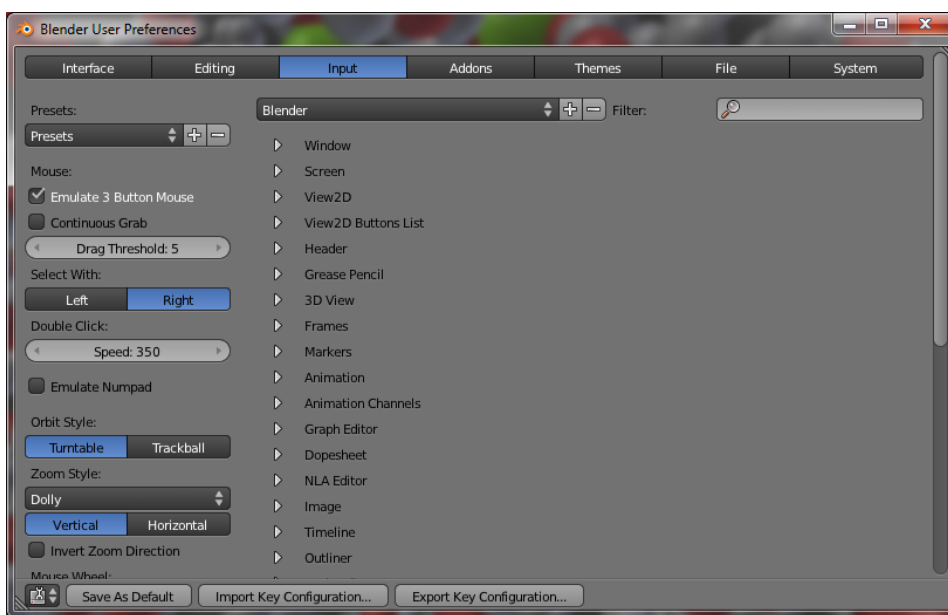 Blender User Preferences
Interface Editing Input Addons Themes File System
Presets:
Presets
Mouse:
Emulate 3 Button Mouse
Continuous Grab
Drag Threshold: 5
Select With:
Left Right
Double Click:
Speed: 350
Emulate Numpad
Orbit Style:
Turntable Trackball
Zoom Style:
Dolly
Vertical Horizontal
Invert Zoom Direction
Mouse Wheel:
Blender Filter:
Window
Screen
View2D
View2D Buttons List
Header
Grease Pencil
3D View
Frames
Markers
Animation
Animation Channels
Graph Editor
Dopesheet
NLA Editor
Image
Timeline
Outliner
Save As Default Import Key Configuration... Export Key Configuration...